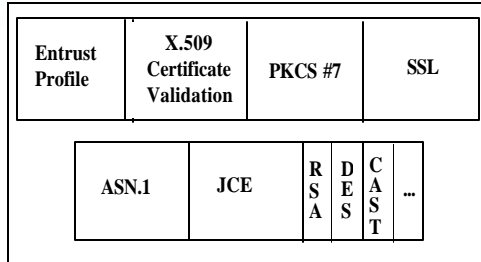 Entrust
Profile
X.509
Certificate
Validation
PKCS #7
SSL
ASN.1
JCE
R
S
A
D
E
S
C
A
S
T
...